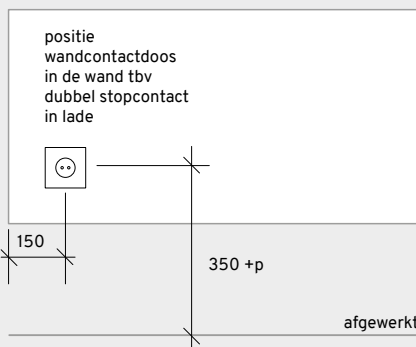 positie
wandcontactdoos
in de wand tbv
dubbel stopcontact
in lade
150
350 +p
afgewerkt